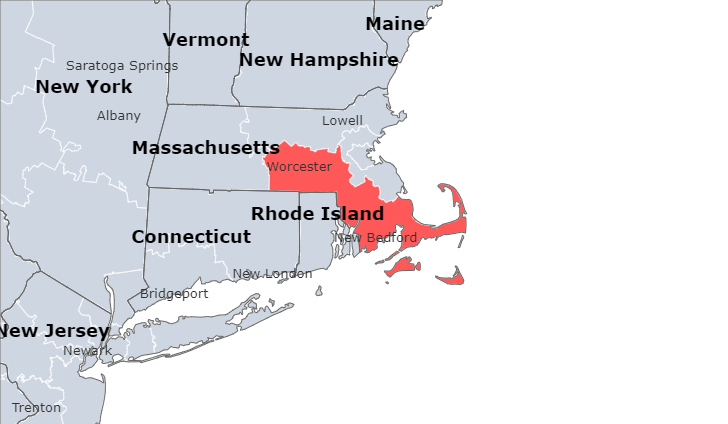 Maine
Vermont
New Hampshire
Saratoga Springs
New York
Albany
Lowell
Massachusetts
Worcester
Rhode Island
Connecticut
New Bedford
New London
Bridgeport
New Jersey
Newark
Trenton